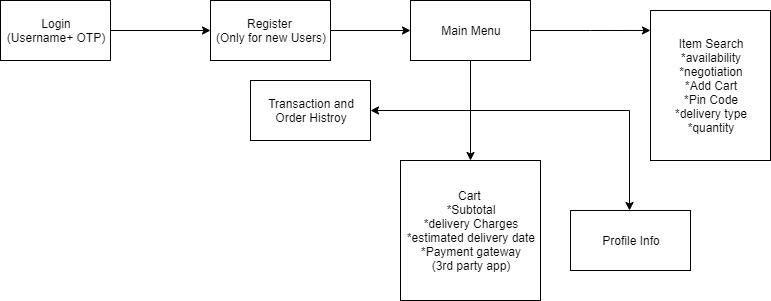 Login
(Username+ OTP)
Register
(Only for new Users)
Main Menu
Item Search
*availability
*negotiation
*Add Cart
*Pin Code
*delivery type
*quantity
Transaction and
Order Histroy
Cart
*Subtotal
*delivery Charges
*estimated delivery date
*Payment gateway
(3rd party app)
Profile Info